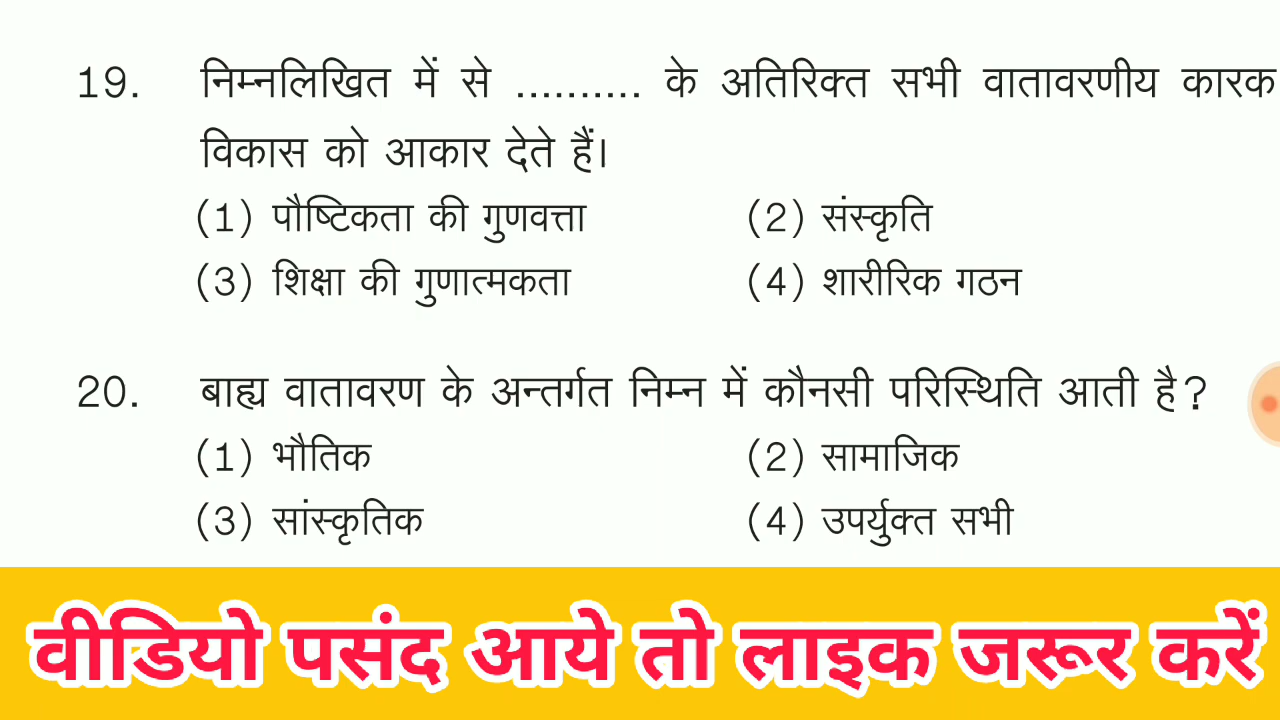 19. निम्नलिखित में से .......... के अतिरिक्त सभी वातावरणीय कारक
विकास को आकार देते हैं।
(1) पौष्टिकता की गुणवत्ता (2) संस्कृति
(3) शिक्षा की गुणात्मकता (4) शारीरिक गठन
20. बाह्य वातावरण के अन्तर्गत निम्न में कौनसी परिस्थिति आती है?
(1) भौतिक (2) सामाजिक
(3) सांस्कृतिक (4) उपर्युक्त सभी
वीडियो पसंद आये तो लाइक जरूर करें